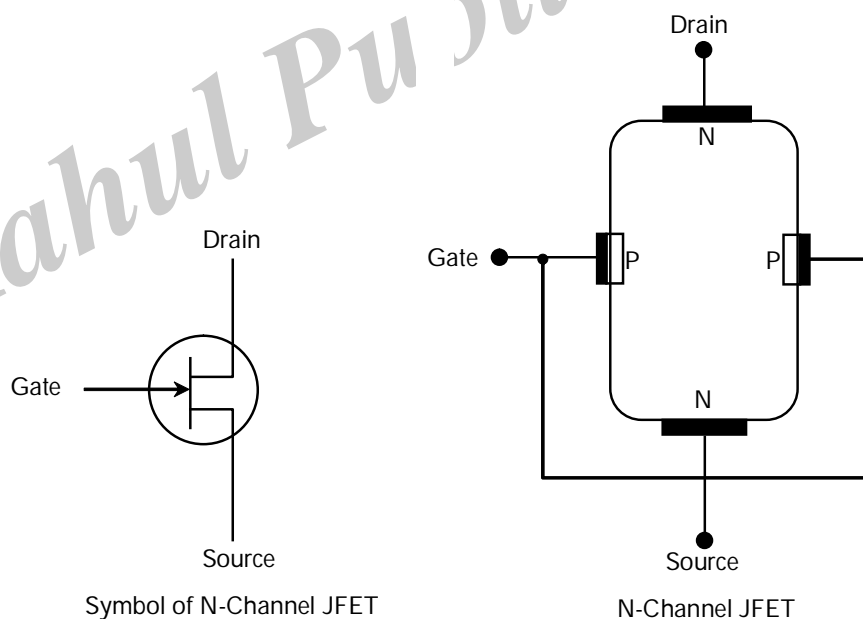 Drain
N
Gate
P
P
N
Source
N-Channel JFET
Drain
Gate
Source
Symbol of N-Channel JFET